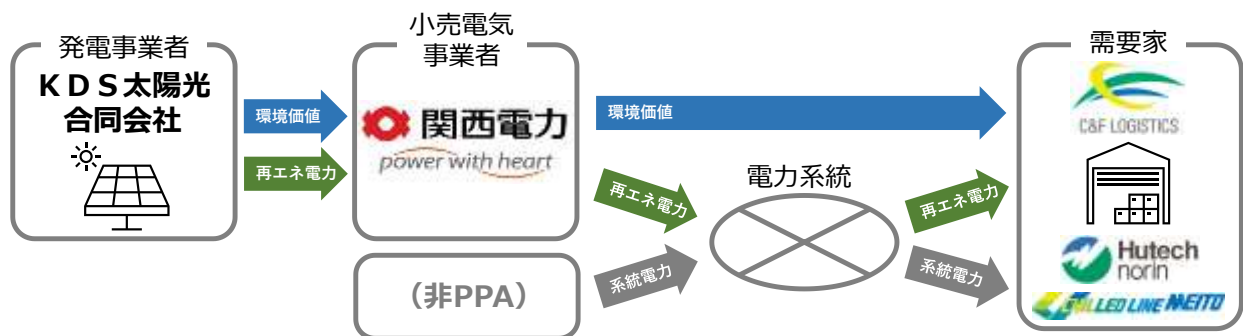 発電事業者
ＫＤＳ太陽光
合同会社
環境価値
再エネ電力
小売電気
事業者
関西電力
power with heart
（非PPA）
環境価値
再エネ電力
系統電力
電力系統
再エネ電力
系統電力
需要家
C&F LOGISTICS
Hutech
norin
CHILLED LINE MEITO